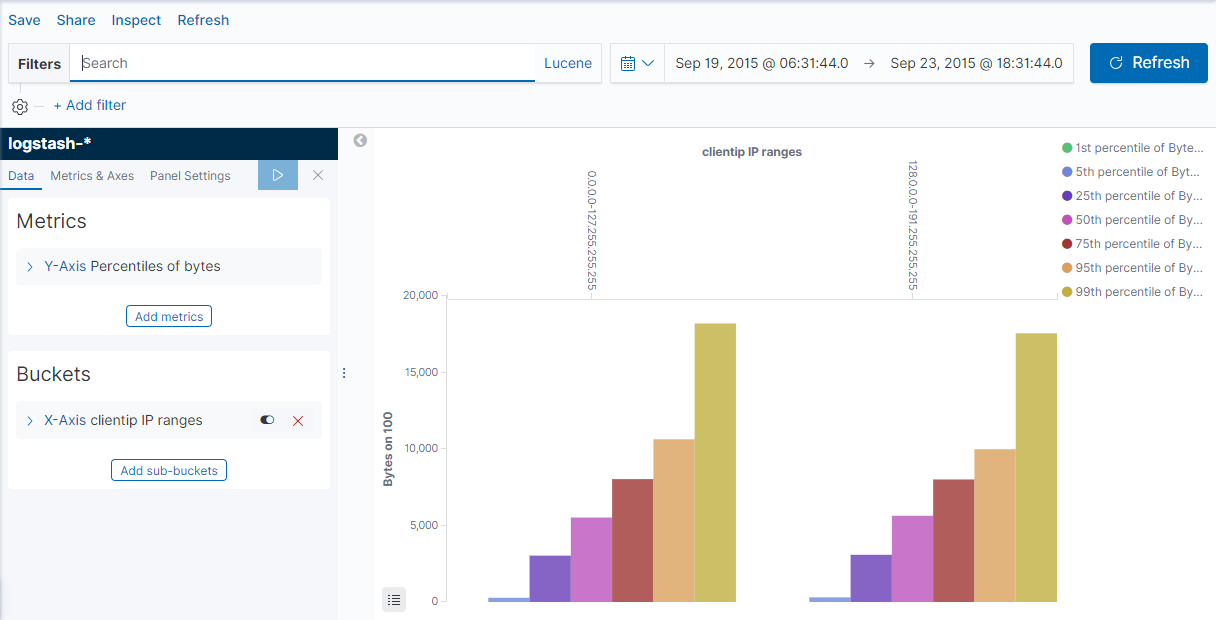 Save Share Inspect Refresh
Filters Search Lucene Sep 19, 2015 @ 06:31:44.0 → Sep 23, 2015 @ 18:31:44.0 Refresh
+ Add filter
logstash-*
Data Metrics & Axes Panel Settings
Metrics
Y-Axis Percentiles of bytes
Add metrics
Buckets
X-Axis clientip IP ranges
Add sub-buckets
clientip IP ranges
0.0.0.0-127.255.255.255
128.0.0.0-191.255.255.255
20,000
15,000
10,000
5,000
0
Bytes on 100
1st percentile of Byte...
5th percentile of Byt...
25th percentile of By...
50th percentile of By...
75th percentile of By...
95th percentile of By...
99th percentile of By...